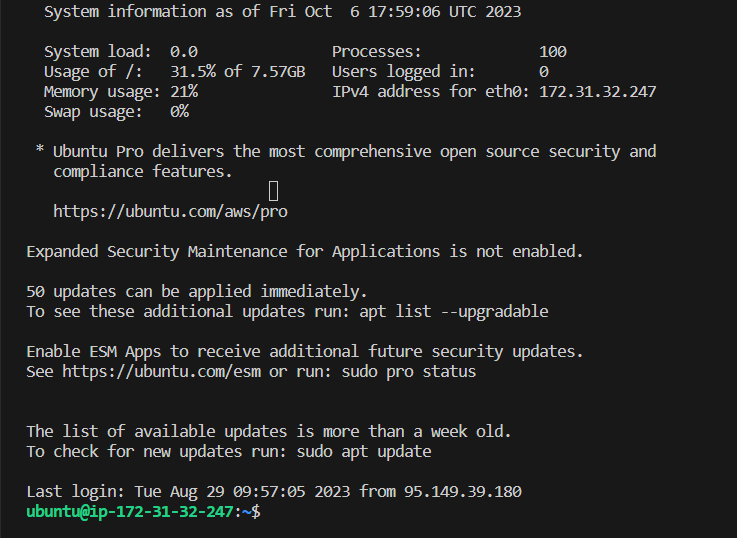 System information as of Fri Oct  6 17:59:06 UTC 2023
System load:  0.0               Processes:             100
Usage of /:   31.5% of 7.57GB   Users logged in:       0
Memory usage: 21%               IPv4 address for eth0: 172.31.32.247
Swap usage:   0%
* Ubuntu Pro delivers the most comprehensive open source security and
compliance features.
https://ubuntu.com/aws/pro
Expanded Security Maintenance for Applications is not enabled.
50 updates can be applied immediately.
To see these additional updates run: apt list --upgradable
Enable ESM Apps to receive additional future security updates.
See https://ubuntu.com/esm or run: sudo pro status
The list of available updates is more than a week old.
To check for new updates run: sudo apt update
Last login: Tue Aug 29 09:57:05 2023 from 95.149.39.180
ubuntu@ip-172-31-32-247:~$